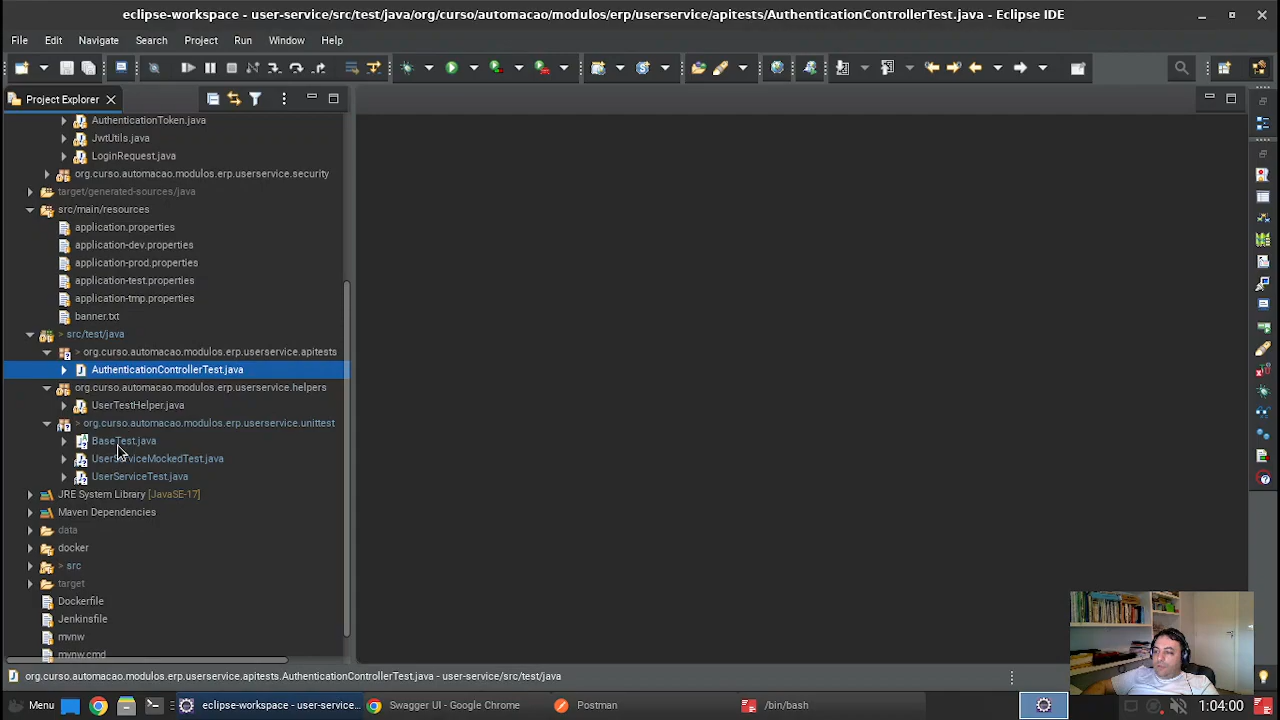 eclipse-workspace - user-service/src/test/java/org/curso/automacao/modulos/erp/userservice/apitests/AuthenticationControllerTest.java - Eclipse IDE
File Edit Navigate Search Project Run Window Help
Project Explorer
AuthenticationToken.java
JwtUtils.java
LoginRequest.java
org.curso.automacao.modulos.erp.userservice.security
target/generated-sources/java
src/main/resources
application.properties
application-dev.properties
application-prod.properties
application-test.properties
application-tmp.properties
banner.txt
> src/test/java
> org.curso.automacao.modulos.erp.userservice.apitests
AuthenticationControllerTest.java
org.curso.automacao.modulos.erp.userservice.helpers
UserTestHelper.java
> org.curso.automacao.modulos.erp.userservice.unittest
BaseTest.java
UserServiceMockedTest.java
UserServiceTest.java
JRE System Library [JavaSE-17]
Maven Dependencies
data
docker
> src
target
Dockerfile
Jenkinsfile
mvnw
mvnw.cmd
org.curso.automacao.modulos.erp.userservice.apitests.AuthenticationControllerTest.java - user-service/src/test/java
Menu eclipse-workspace - user-service... Swagger UI - Google Chrome Postman /bin/bash 1:04:00